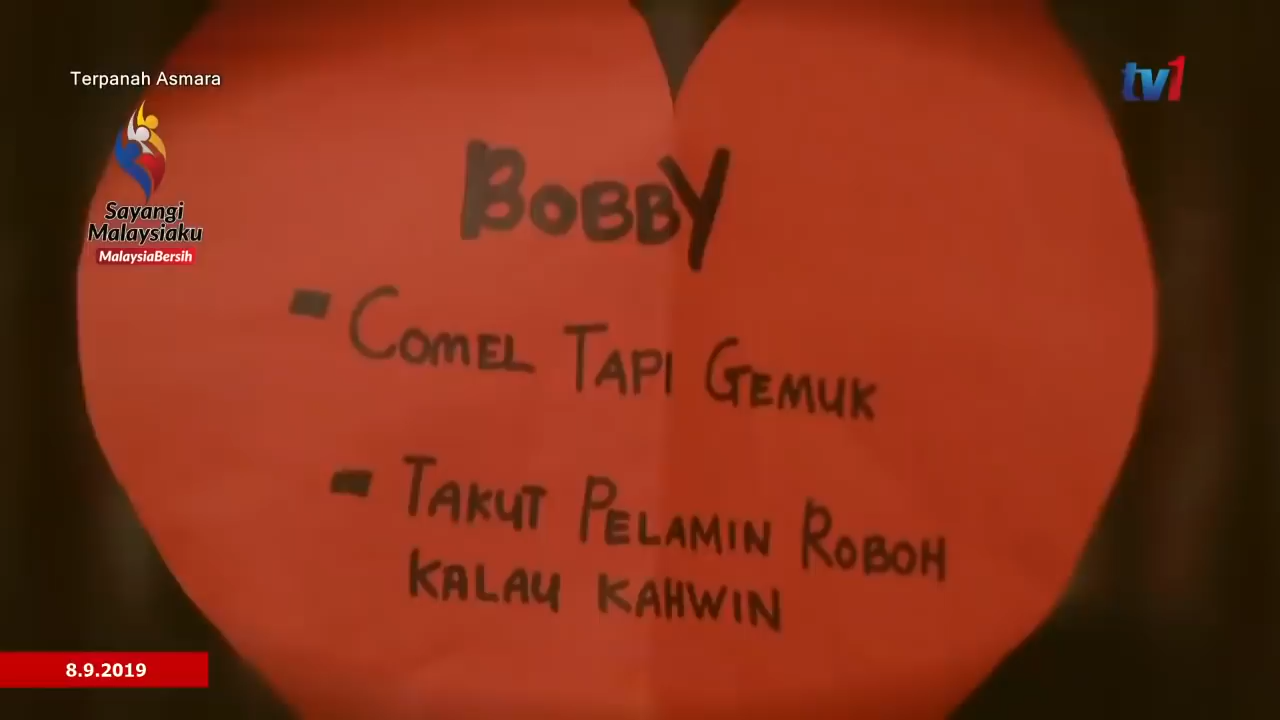 Terpanah Asmara
tv1
Sayangi
Malaysiaku
MalaysiaBersih
BOBBY
- COMEL TAPI GEMUK
- TAKUT PELAMIN ROBOH
KALAU KAHWIN
8.9.2019